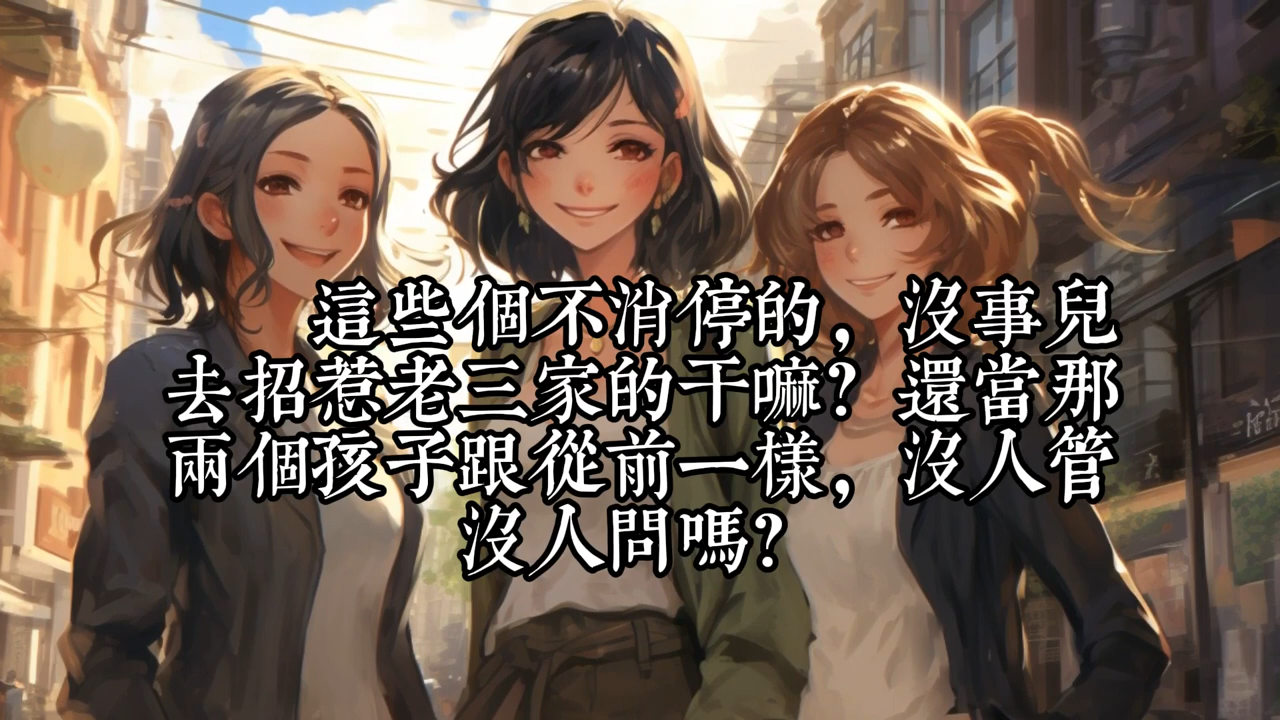 這些個不消停的，沒事兒
去招惹老三家的干嘛？還當那
兩個孩子跟從前一樣，沒人管
沒人問嗎？